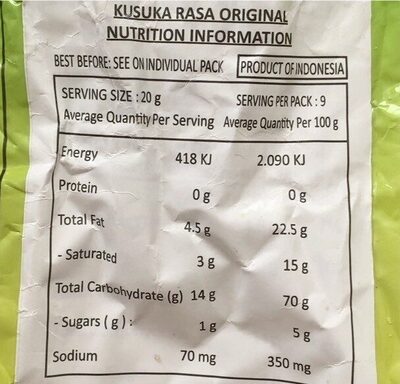 KUSUKA RASA ORIGINAL
NUTRITION INFORMATION
BEST BEFORE: SEE ON INDIVIDUAL PACK PRODUCT OF INDONESIA
SERVING SIZE : 20 g SERVING PER PACK : 9
Average Quantity Per Serving Average Quantity Per 100 g
Energy 418 KJ 2.090 KJ
Protein 0 g 0 g
Total Fat 4.5 g 22.5 g
- Saturated 3 g 15 g
Total Carbohydrate (g) 14 g 70 g
- Sugars ( g ) : 1 g 5 g
Sodium 70 mg 350 mg